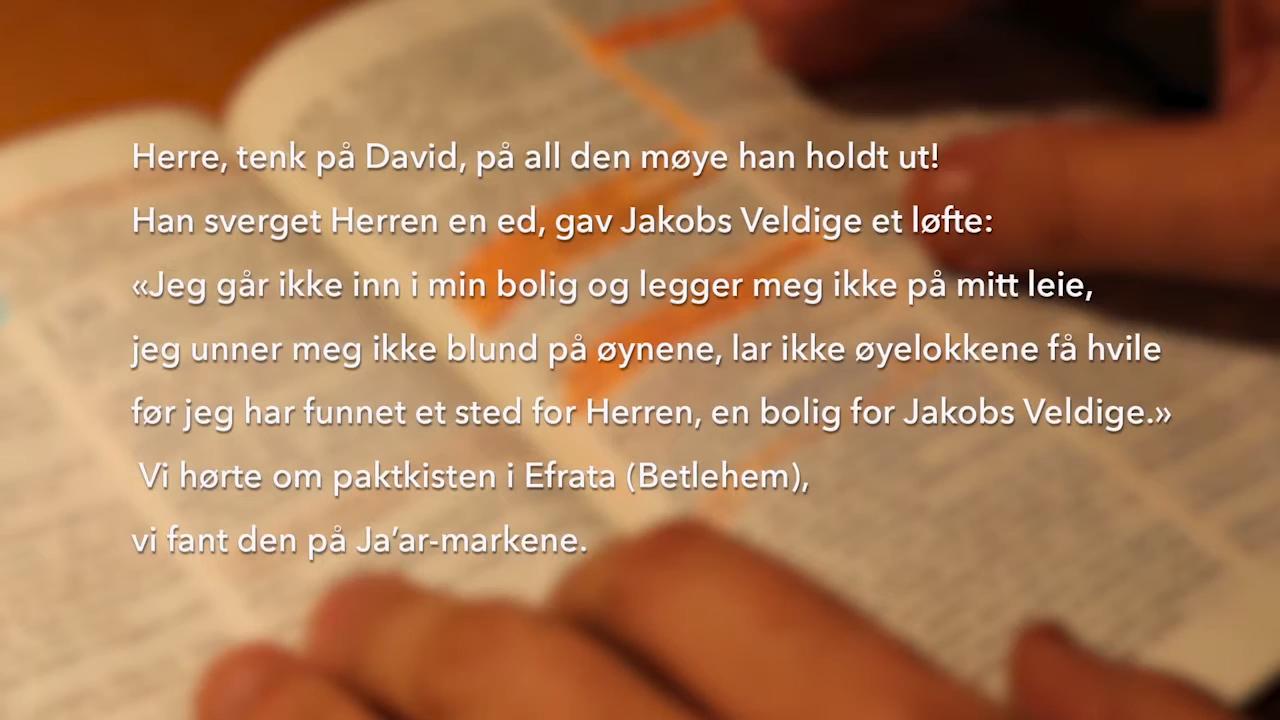 Herre, tenk på David, på all den møye han holdt ut!
Han sverget Herren en ed, gav Jakobs Veldige et løfte:
«Jeg går ikke inn i min bolig og legger meg ikke på mitt leie,
jeg unner meg ikke blund på øynene, lar ikke øyelokkene få hvile
før jeg har funnet et sted for Herren, en bolig for Jakobs Veldige.»
Vi hørte om paktkisten i Efrata (Betlehem),
vi fant den på Ja’ar-markene.